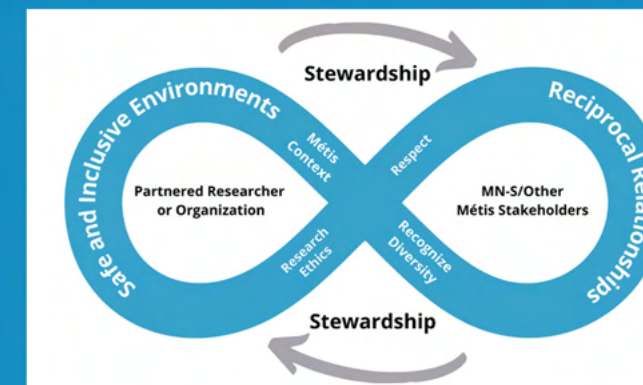 Stewardship
Safe and Inclusive Environments
Reciprocal Relationships
Métis
Context
Respect
Partnered Researcher
or Organization
MN-S/Other
Métis Stakeholders
Research
Ethics
Recognize
Diversity
Stewardship